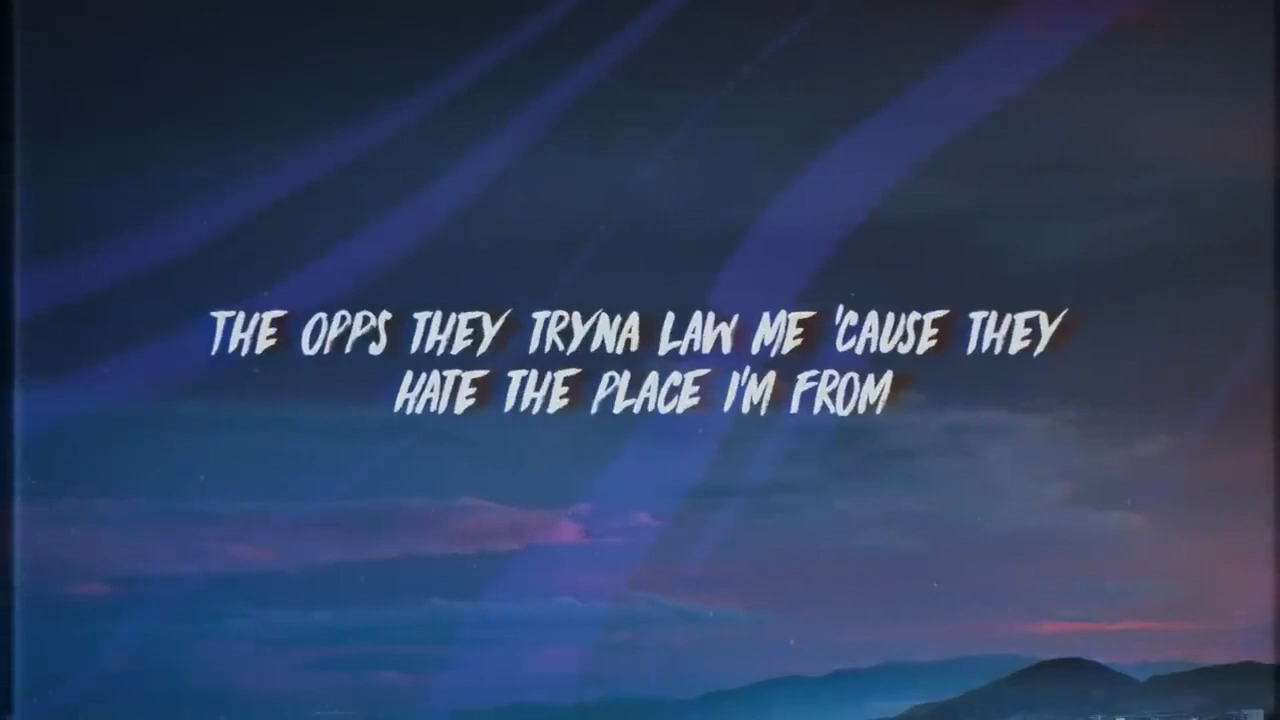 THE OPPS THEY TRYNA LAW ME 'CAUSE THEY
HATE THE PLACE I'M FROM